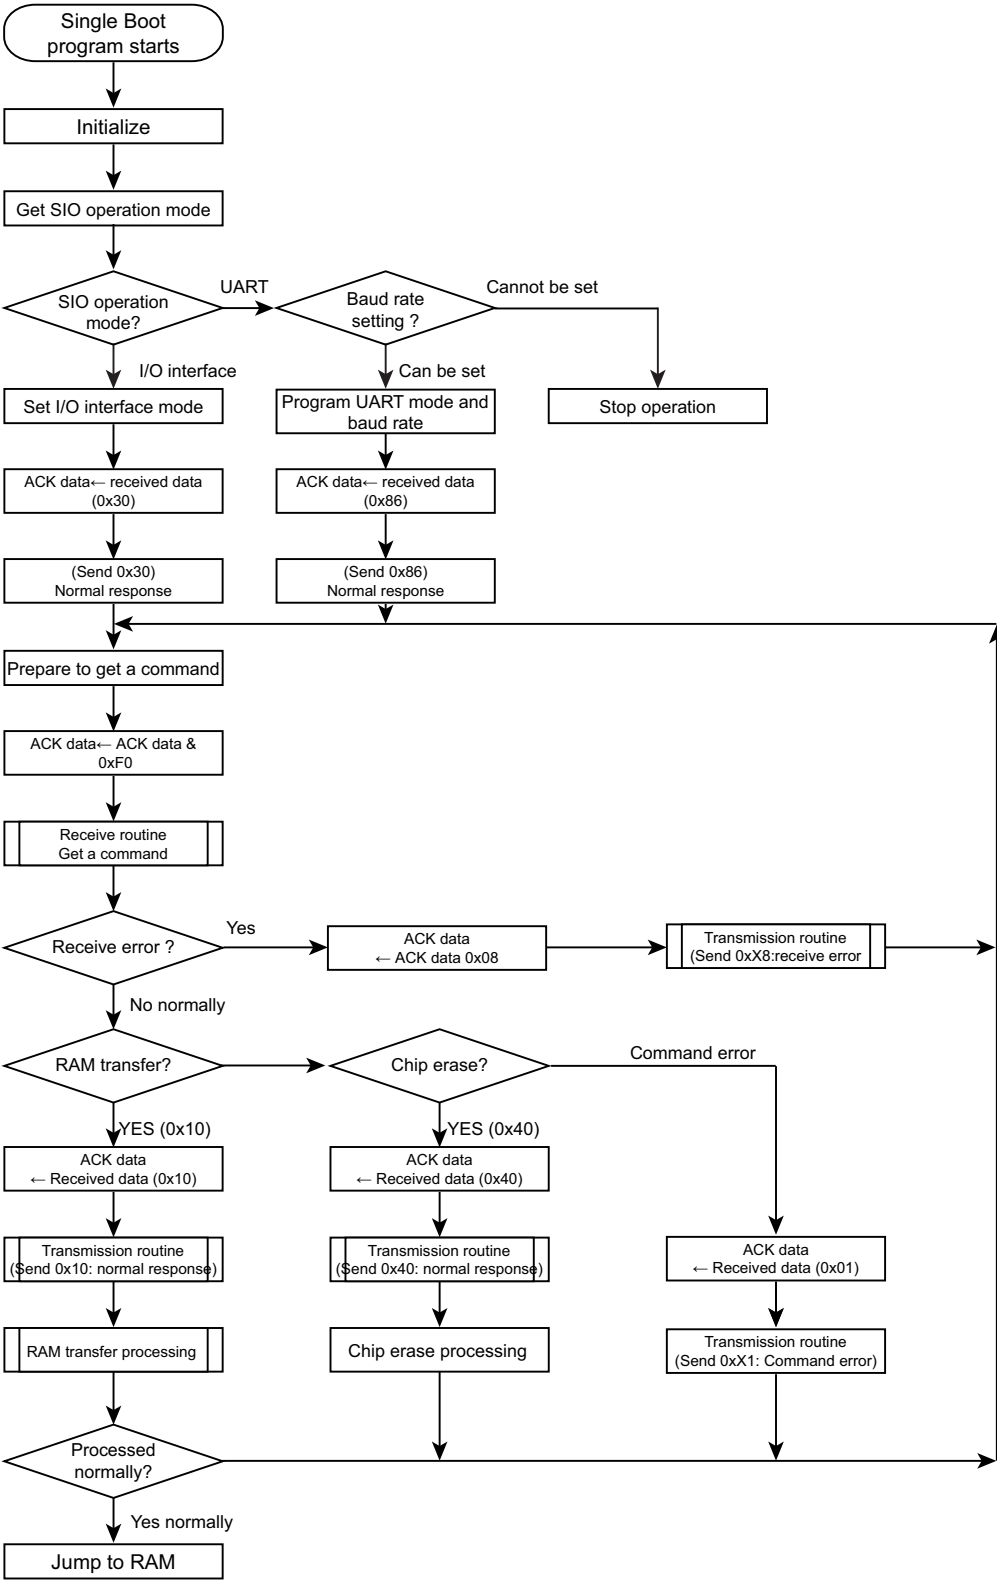 Single Boot
program starts
Initialize
Get SIO operation mode
SIO operation
mode?
UART
Baud rate
setting ?
Cannot be set
I/O interface
Can be set
Set I/O interface mode
Program UART mode and
baud rate
Stop operation
ACK data← received data
(0x30)
ACK data← received data
(0x86)
(Send 0x30)
Normal response
(Send 0x86)
Normal response
Prepare to get a command
ACK data← ACK data &
0xF0
Receive routine
Get a command
Receive error ?
Yes
ACK data
← ACK data 0x08
Transmission routine
(Send 0xX8:receive error
No normally
RAM transfer?
Chip erase?
Command error
YES (0x10)
YES (0x40)
ACK data
← Received data (0x10)
ACK data
← Received data (0x40)
Transmission routine
(Send 0x10: normal response)
Transmission routine
(Send 0x40: normal response)
ACK data
← Received data (0x01)
RAM transfer processing
Chip erase processing
Transmission routine
(Send 0xX1: Command error)
Processed
normally?
Yes normally
Jump to RAM